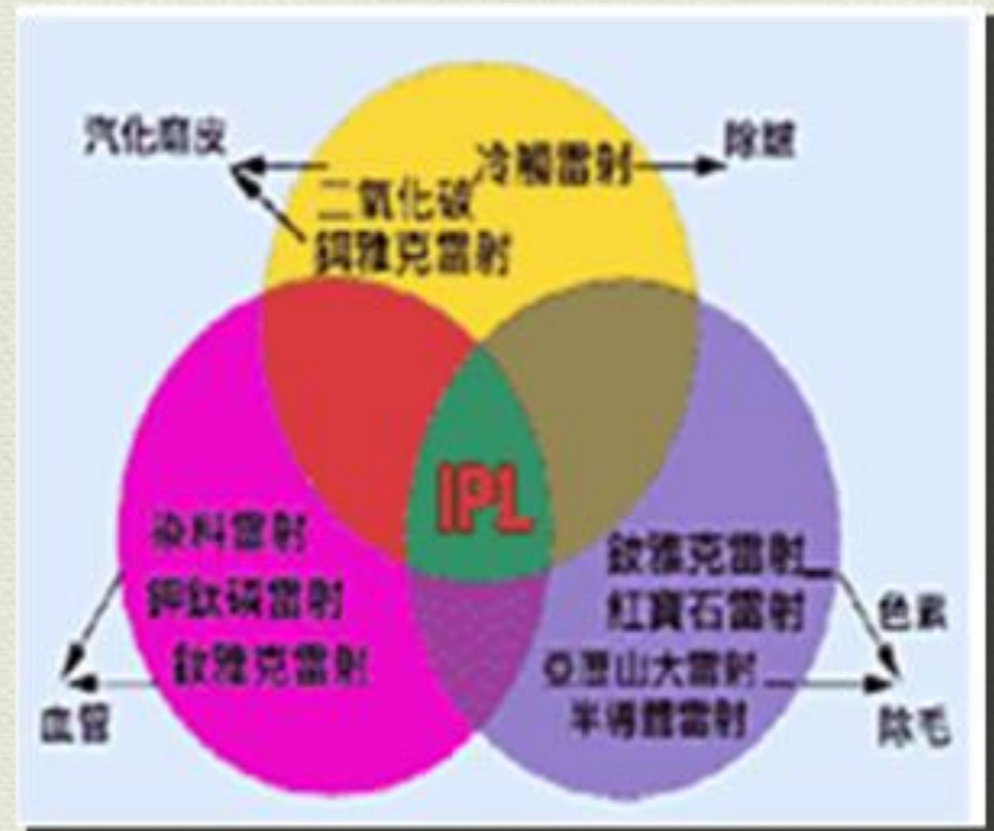 汽化磨皮
除皺
冷觸雷射
二氧化碳
鉺雅克雷射
IPL
染料雷射
鉀鈦磷雷射
銣雅克雷射
血管
銣雅克雷射
紅寶石雷射
亞歷山大雷射
半導體雷射
色素
除毛